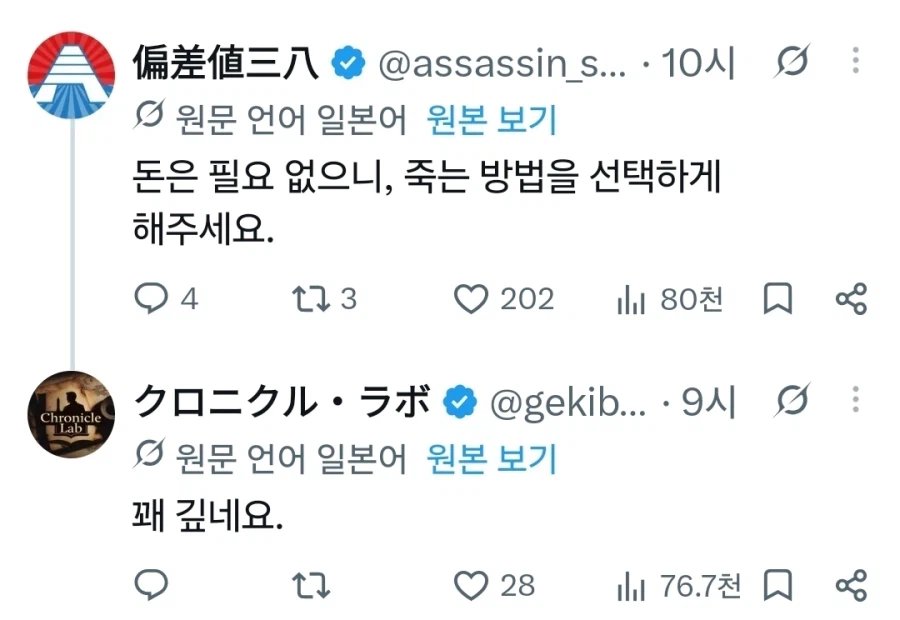 偏差値三八 @assassin_s... · 10시
원문 언어 일본어 원본 보기
돈은 필요 없으니, 죽는 방법을 선택하게
해주세요.
4 3 202 80천
クロニクル・ラボ @gekib... · 9시
Chronicle
Lab
원문 언어 일본어 원본 보기
꽤 깊네요.
28 76.7천